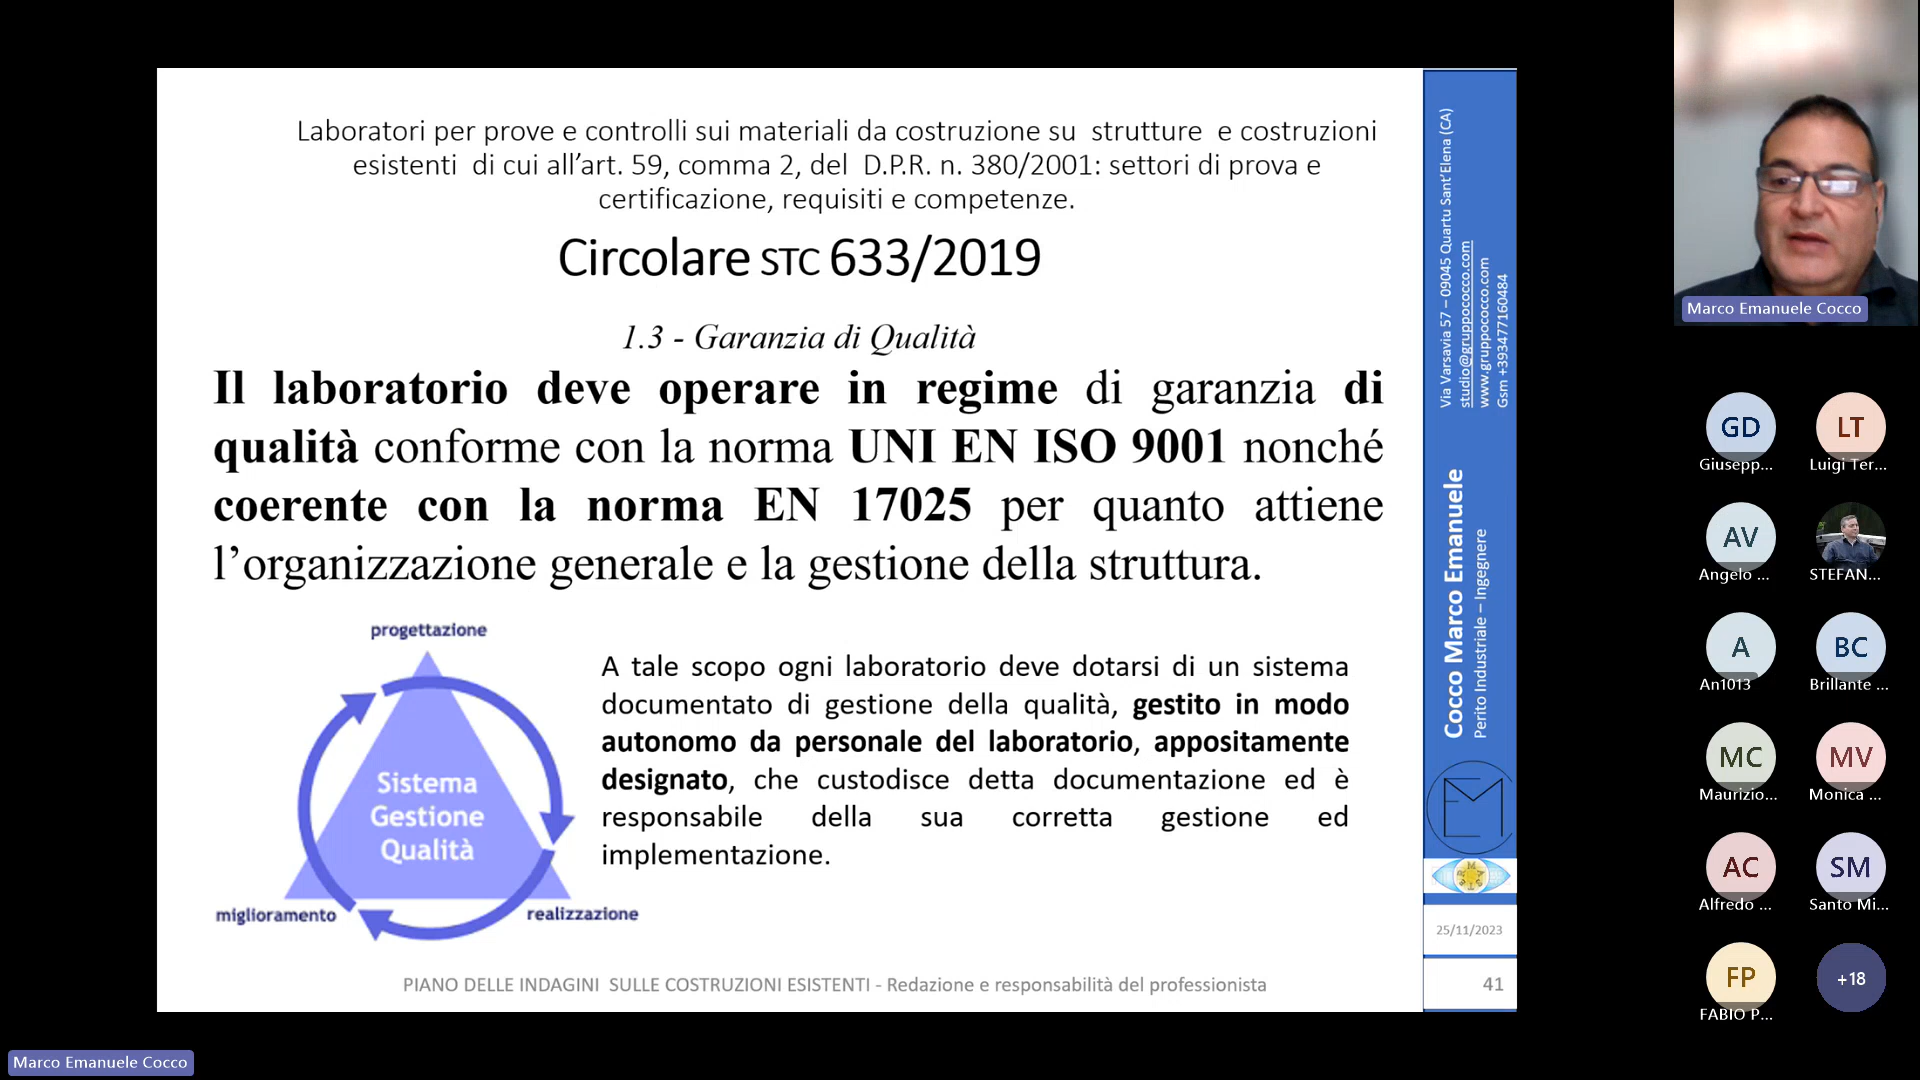 Laboratori per prove e controlli sui materiali da costruzione su strutture e costruzioni
esistenti di cui all’art. 59, comma 2, del D.P.R. n. 380/2001: settori di prova e
certificazione, requisiti e competenze.
Circolare STC 633/2019
1.3 - Garanzia di Qualità
Il laboratorio deve operare in regime di garanzia di
qualità conforme con la norma UNI EN ISO 9001 nonché
coerente con la norma EN 17025 per quanto attiene
l’organizzazione generale e la gestione della struttura.
progettazione
Sistema
Gestione
Qualità
miglioramento
realizzazione
A tale scopo ogni laboratorio deve dotarsi di un sistema
documentato di gestione della qualità, gestito in modo
autonomo da personale del laboratorio, appositamente
designato, che custodisce detta documentazione ed è
responsabile della sua corretta gestione ed
implementazione.
PIANO DELLE INDAGINI SULLE COSTRUZIONI ESISTENTI - Redazione e responsabilità del professionista
Via Varsavia 57 – 09045 Quartu Sant’Elena (CA)
studio@gruppococco.com
www.gruppococco.com
Gsm +393477160484
Cocco Marco Emanuele
Perito Industriale – Ingegnere
25/11/2023
41
Marco Emanuele Cocco
GD
Giusepp...
LT
Luigi Ter...
AV
Angelo ...
STEFAN...
A
An1013
BC
Brillante ...
MC
Maurizio...
MV
Monica ...
AC
Alfredo ...
SM
Santo Mi...
FP
FABIO P...
+18
Marco Emanuele Cocco